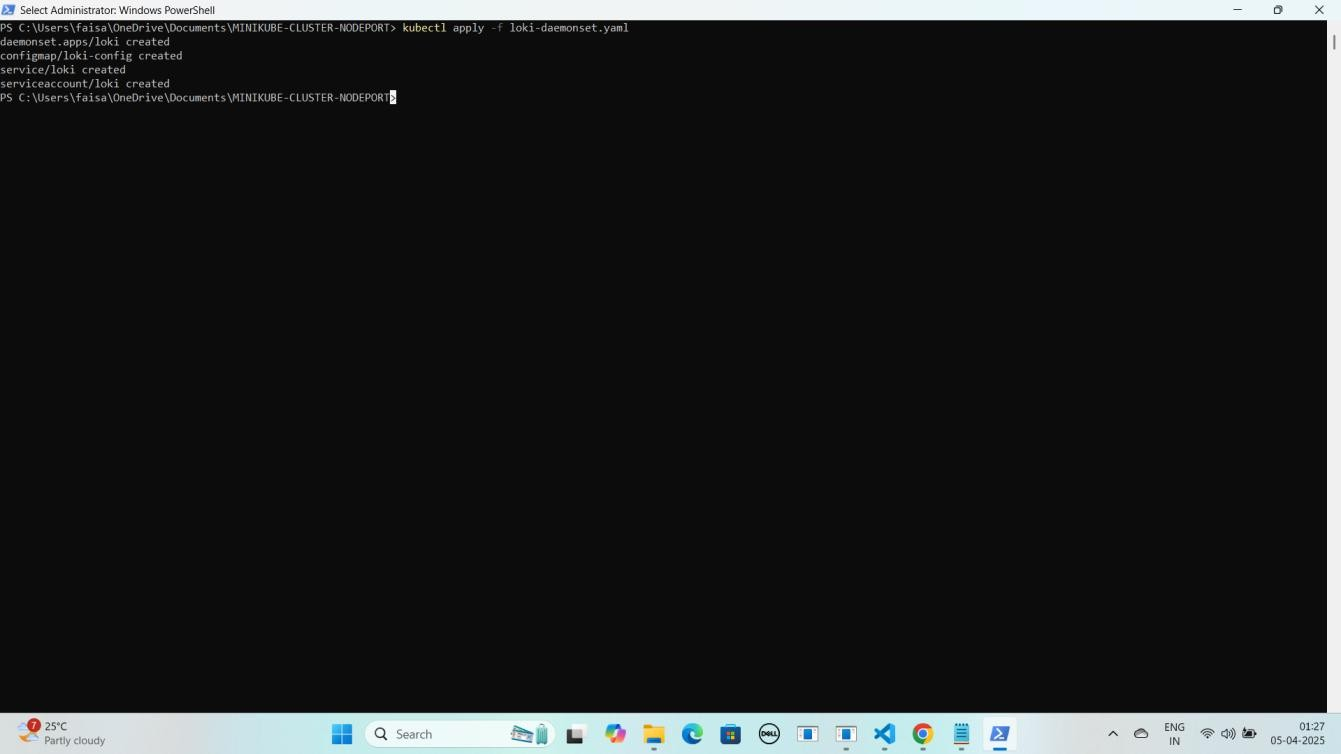 Select Administrator: Windows PowerShell
PS C:\Users\faisa\OneDrive\Documents\MINIKUBE-CLUSTER-NODEPORT> kubectl apply -f loki-daemonset.yaml
daemonset.apps/loki created
configmap/loki-config created
service/loki created
serviceaccount/loki created
PS C:\Users\faisa\OneDrive\Documents\MINIKUBE-CLUSTER-NODEPORT>
7
25°C
Partly cloudy
Search
DELL
ENG
IN
01:27
05-04-2025